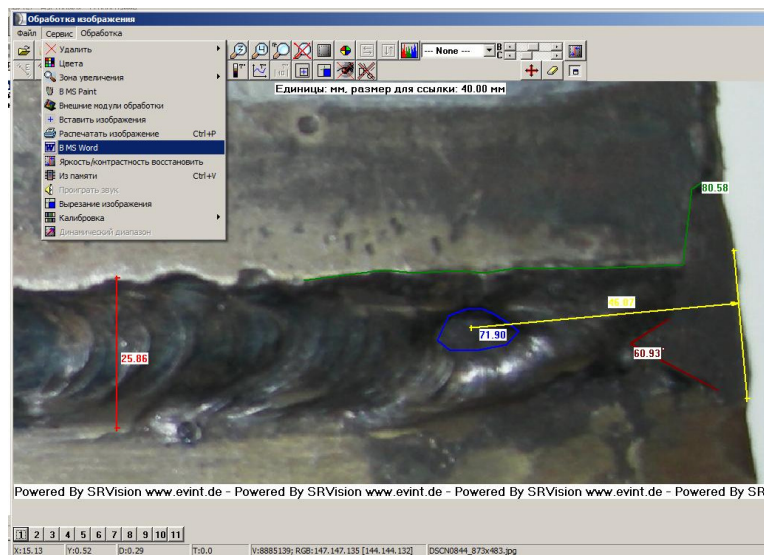 Обработка изображения
Файл Сервис Обработка
Удалить
Цвета
Зона увеличения
В MS Paint
Внешние модули обработки
Вставить изображения
Распечатать изображение Ctrl+P
В MS Word
Яркость/контрастность восстановить
Из памяти Ctrl+V
Проиграть звук
Вырезание изображения
Калибровка
Динамический диапазон
--- None ---
B
C
Единицы: мм, размер для ссылки: 40.00 мм
80.58
71.90
60.93
25.86
Powered By SRVision www.evint.de - Powered By SRVision www.evint.de - Powered By SRVision www.evint.de - Powered By SR
1 2 3 4 5 6 7 8 9 10 11
X:15.13 Y:0.52 D:0.29 T:0.0 V:8885139; RGB:147.147.135 [144.144.132] DSCN0844_873x483.jpg